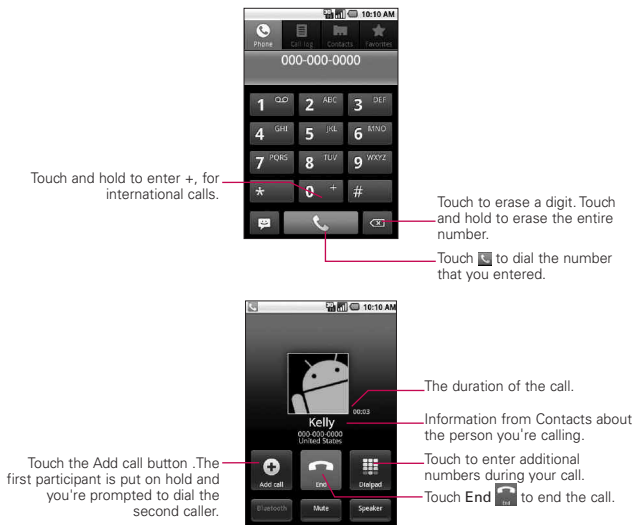 10:10 AM
Phone Call log Contacts Favorites
000-000-0000
1 2 ABC 3 DEF
4 GHI 5 JKL 6 MNO
7 PQRS 8 TUV 9 WXYZ
* 0 + #
Touch and hold to enter +, for
international calls.
Touch to erase a digit. Touch
and hold to erase the entire
number.
Touch to dial the number
that you entered.
10:10 AM
00:03
Kelly
000-000-0000
United States
Add call End Dialpad
Bluetooth Mute Speaker
The duration of the call.
Information from Contacts about
the person you're calling.
Touch to enter additional
numbers during your call.
Touch End End to end the call.
Touch the Add call button .The
first participant is put on hold and
you're prompted to dial the
second caller.